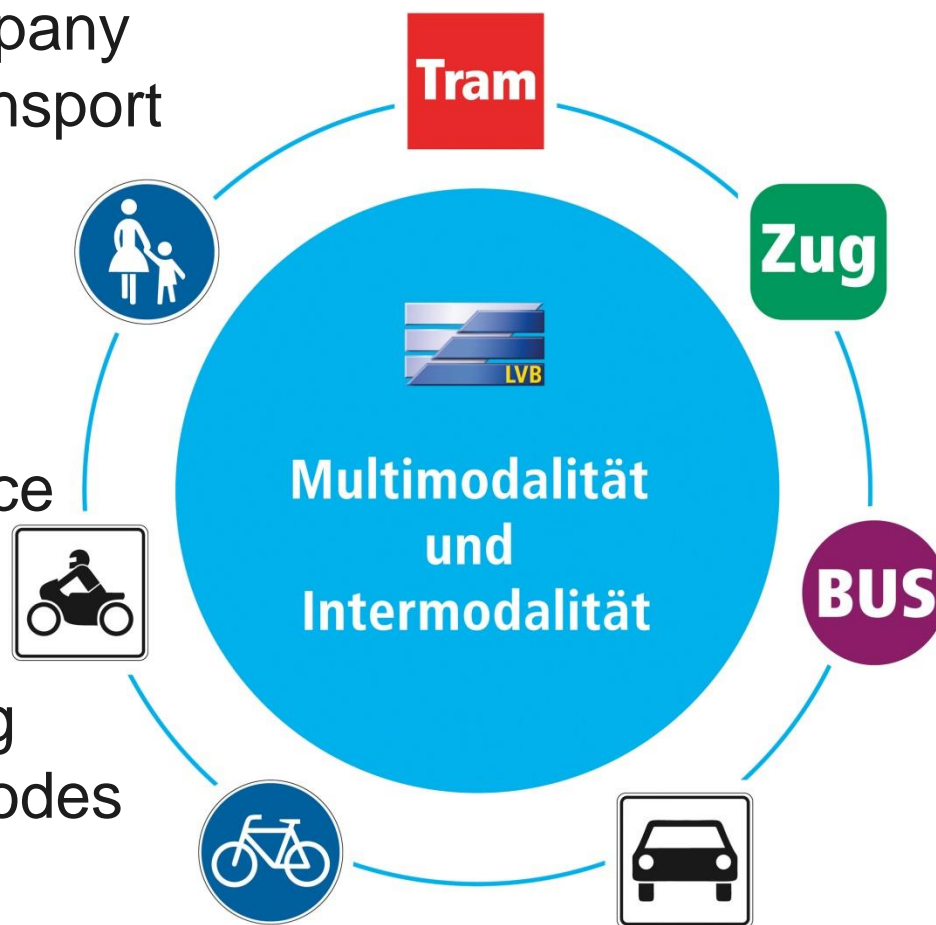 pany
nsport
ce
g
odes
Tram
Zug
BUS
LVB
Multimodalität
und
Intermodalität